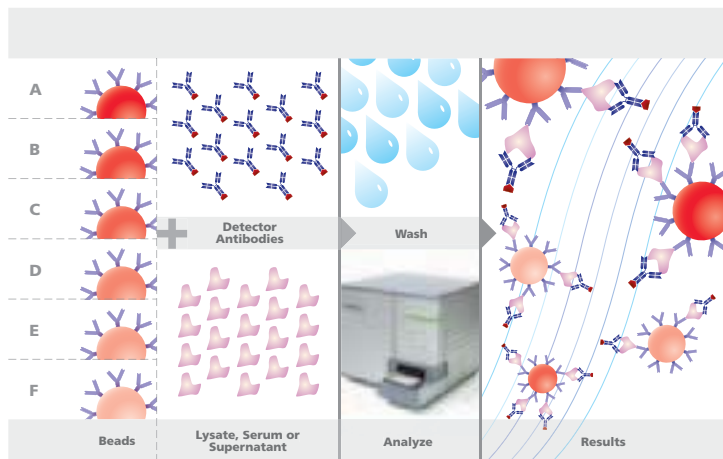 A
B
C
D
E
F
Detector
Antibodies
Wash
Beads
Lysate, Serum or
Supernatant
Analyze
Results